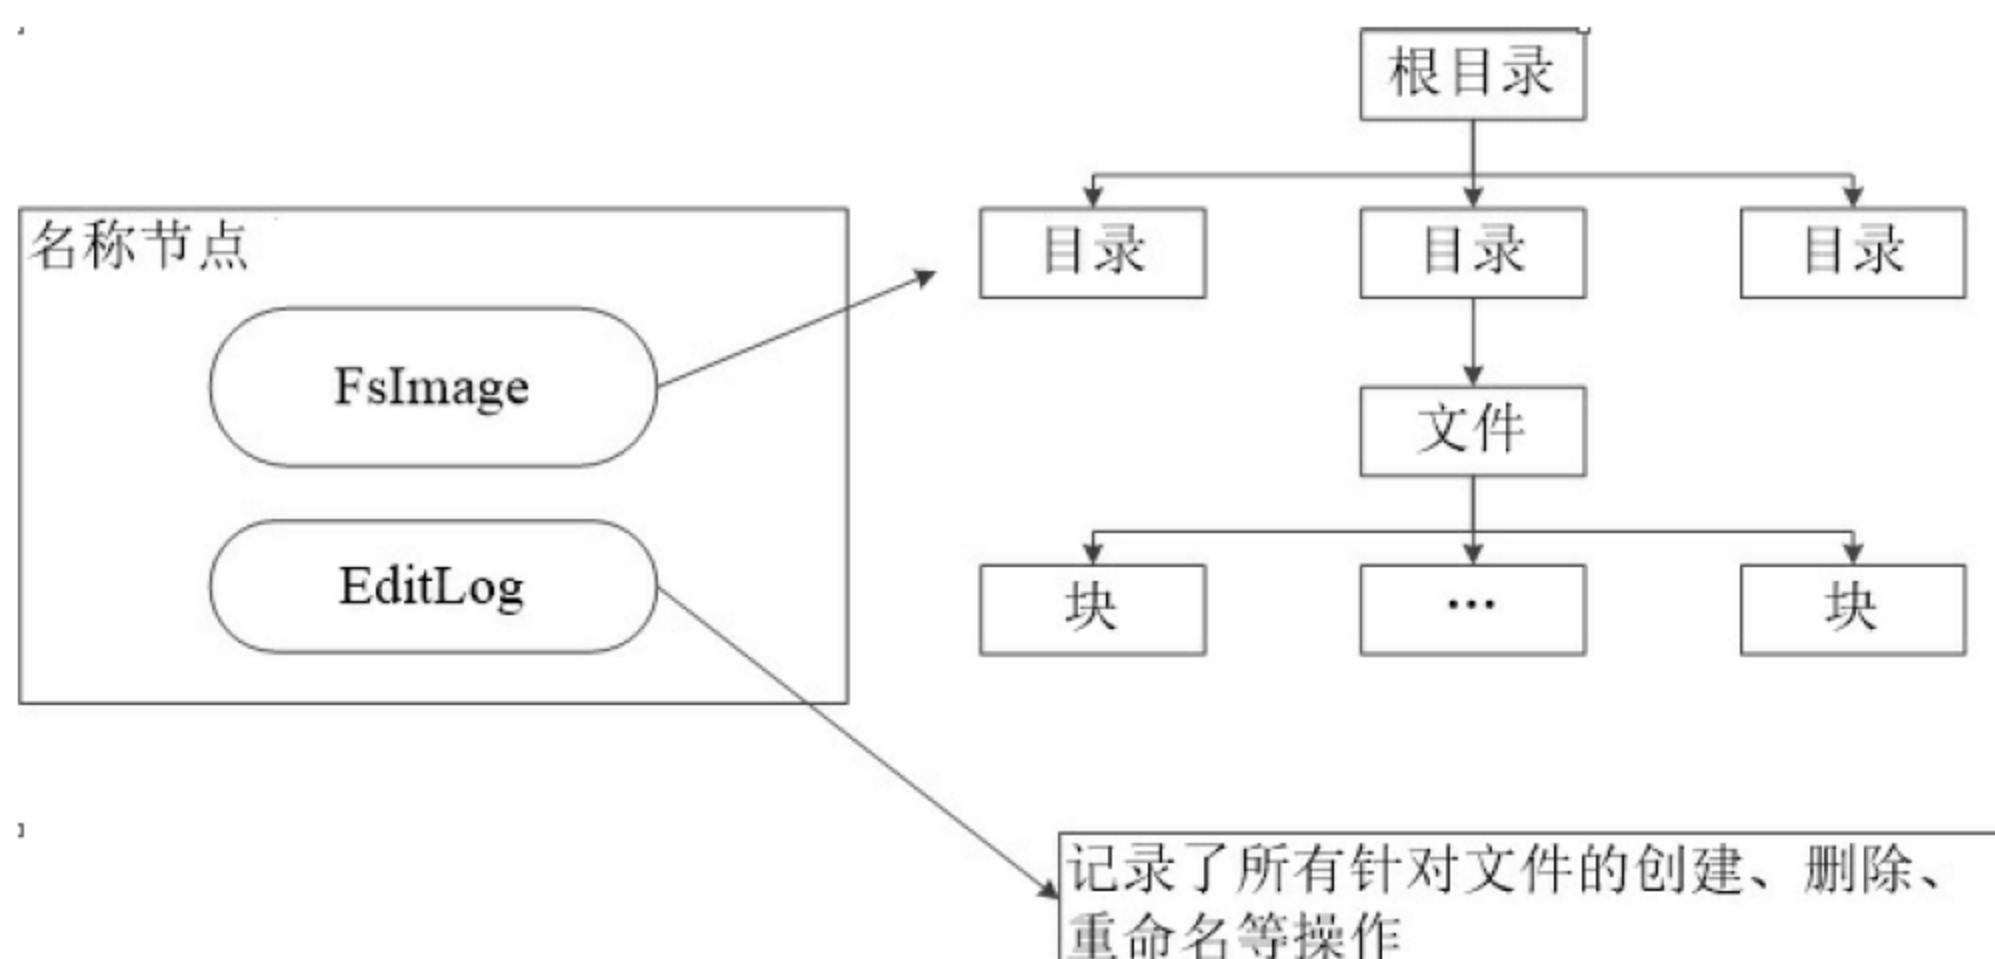 根目录
名称节点
目录
目录
目录
FsImage
文件
EditLog
块
…
块
记录了所有针对文件的创建、删除、
重命名等操作